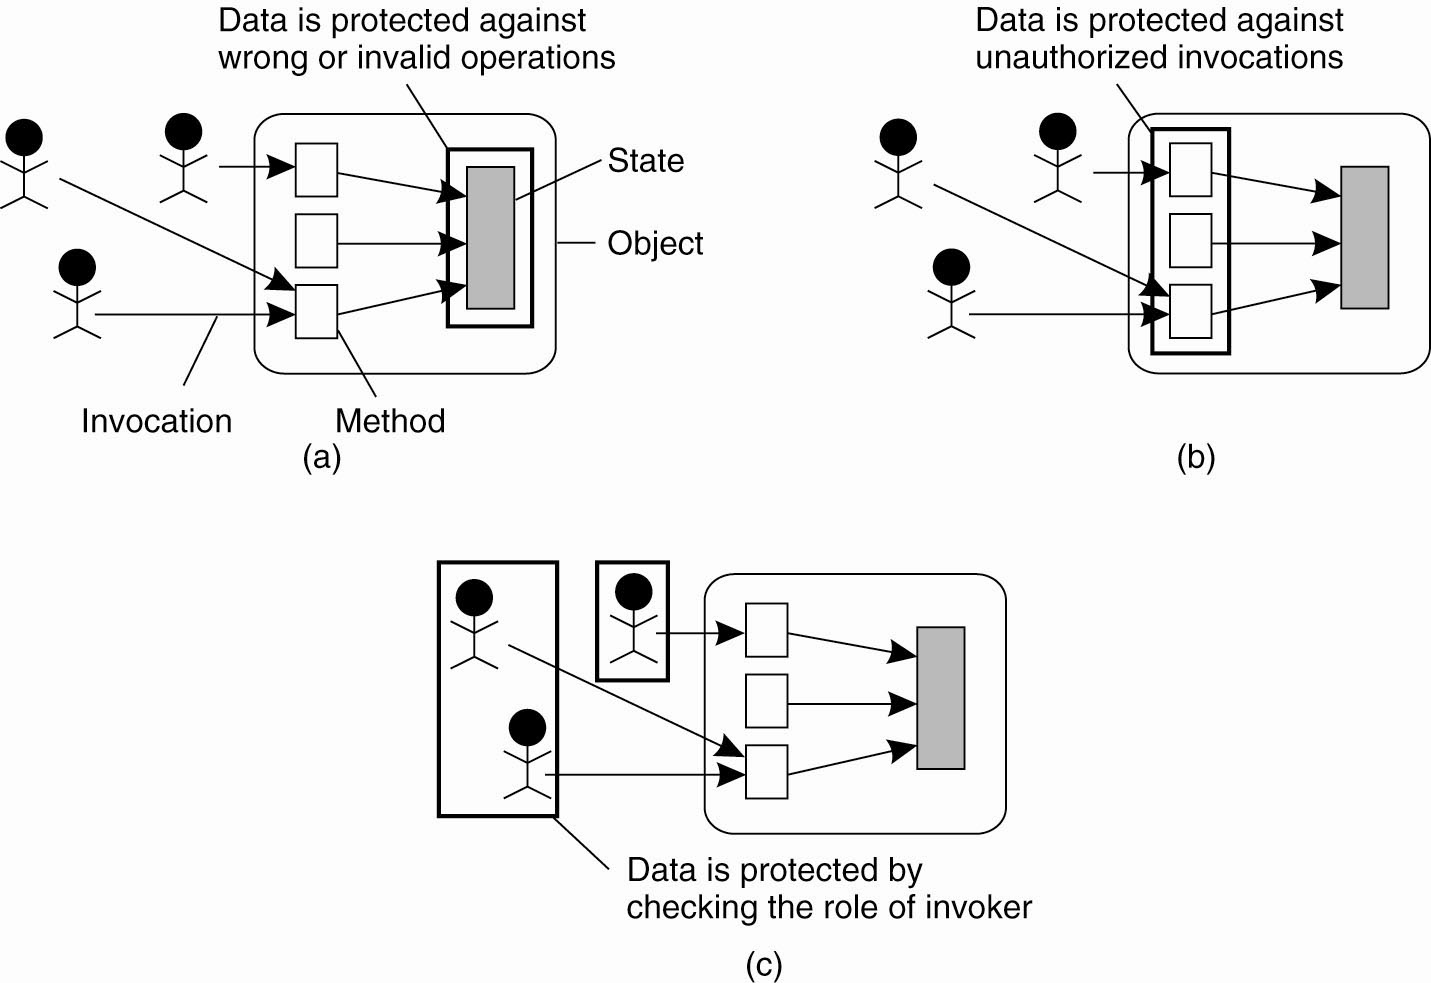 Data is protected against
wrong or invalid operations
State
Object
Invocation
Method
(a)
Data is protected against
unauthorized invocations
(b)
Data is protected by
checking the role of invoker
(c)